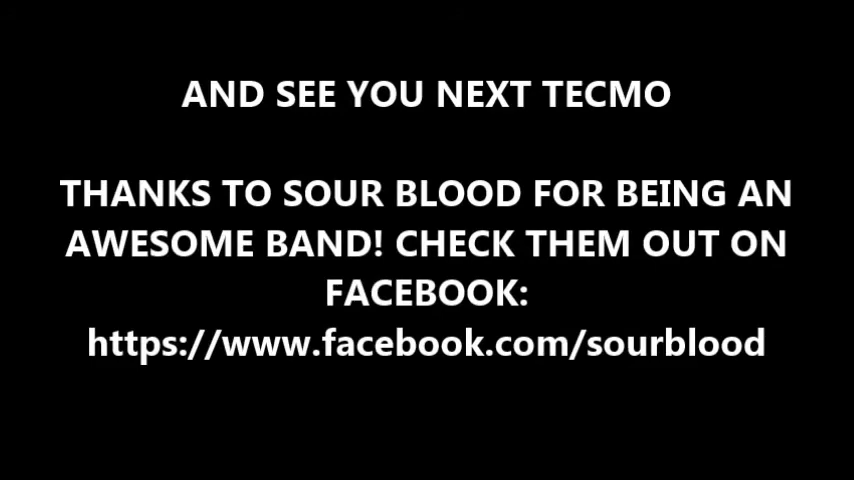 AND SEE YOU NEXT TECMO
THANKS TO SOUR BLOOD FOR BEING AN
AWESOME BAND! CHECK THEM OUT ON
FACEBOOK:
https://www.facebook.com/sourblood